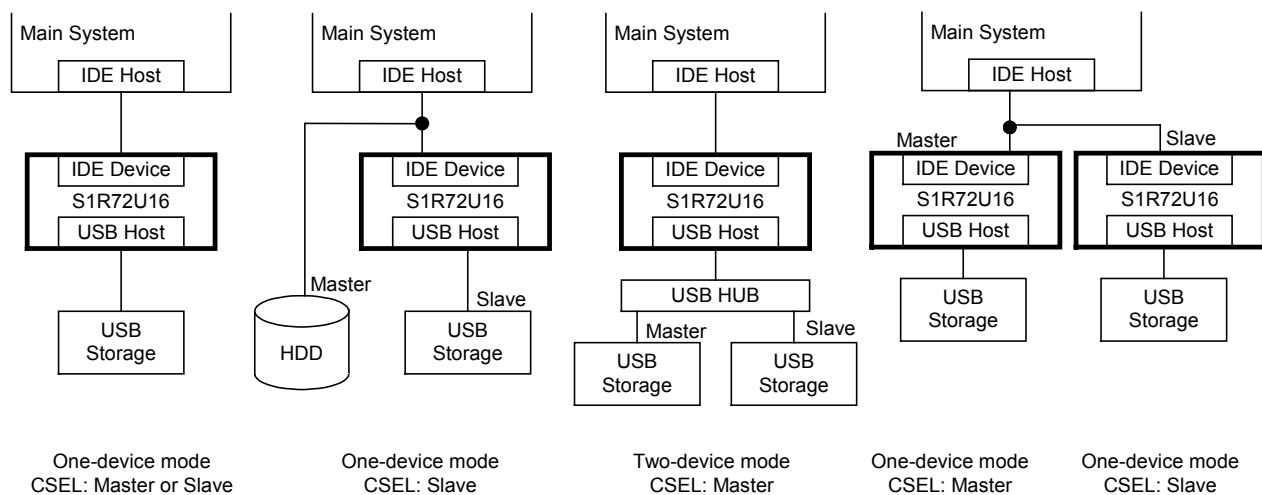 Main System
IDE Host
IDE Device
S1R72U16
USB Host
USB
Storage
One-device mode
CSEL: Master or Slave
Main System
IDE Host
IDE Device
S1R72U16
USB Host
Master
HDD
Slave
USB
Storage
One-device mode
CSEL: Slave
Main System
IDE Host
IDE Device
S1R72U16
USB Host
USB HUB
Master
USB
Storage
Slave
USB
Storage
Two-device mode
CSEL: Master
Main System
IDE Host
Master
IDE Device
S1R72U16
USB Host
USB
Storage
One-device mode
CSEL: Master
Slave
IDE Device
S1R72U16
USB Host
USB
Storage
One-device mode
CSEL: Slave